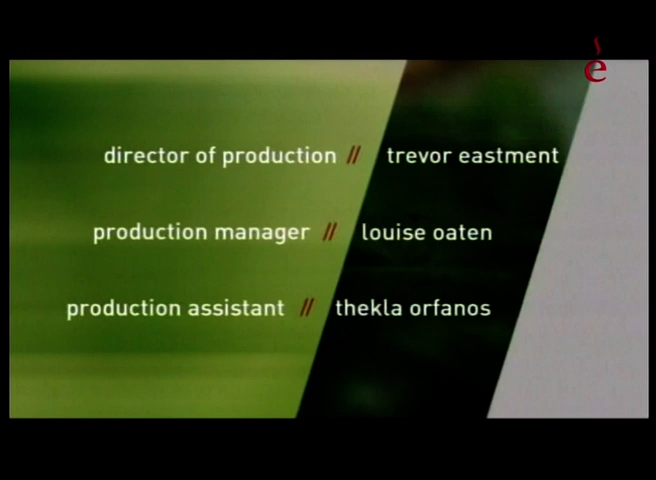 é
director of production // trevor eastment
production manager // louise oaten
production assistant // thekla orfanos